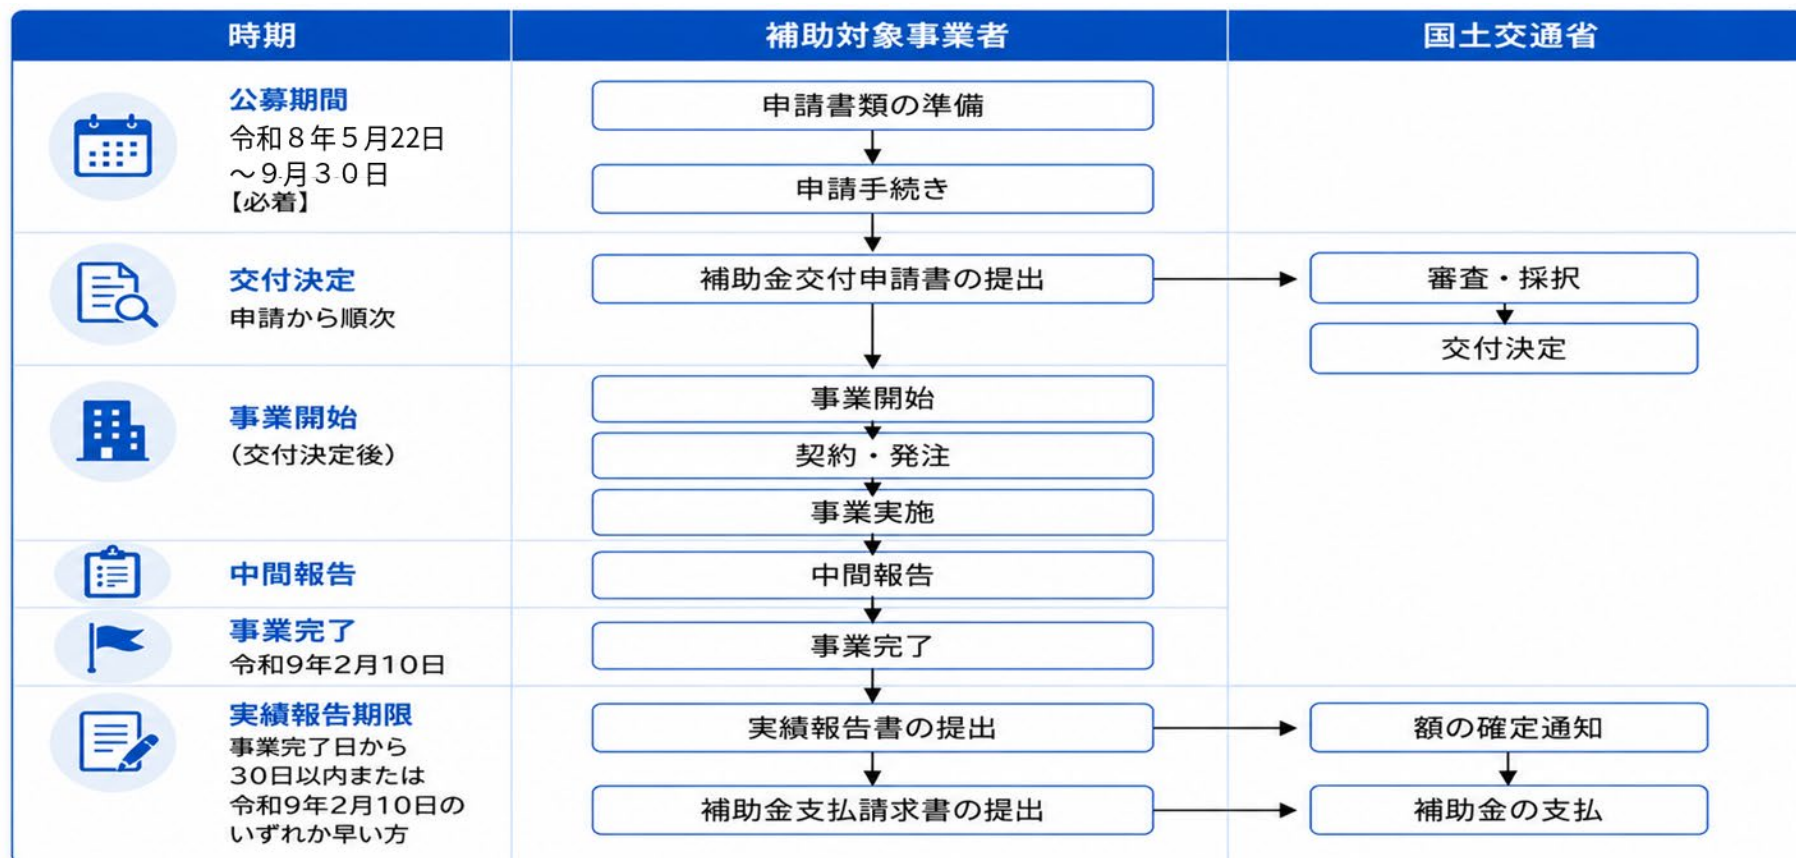 時期
補助対象事業者
国土交通省
公募期間
令和８年５月22日
～９月３０日
【必着】
申請書類の準備
申請手続き
交付決定
申請から順次
補助金交付申請書の提出
審査・採択
交付決定
事業開始
（交付決定後）
事業開始
契約・発注
事業実施
中間報告
中間報告
事業完了
令和9年2月10日
事業完了
実績報告期限
事業完了日から
30日以内または
令和9年2月10日の
いずれか早い方
実績報告書の提出
額の確定通知
補助金支払請求書の提出
補助金の支払